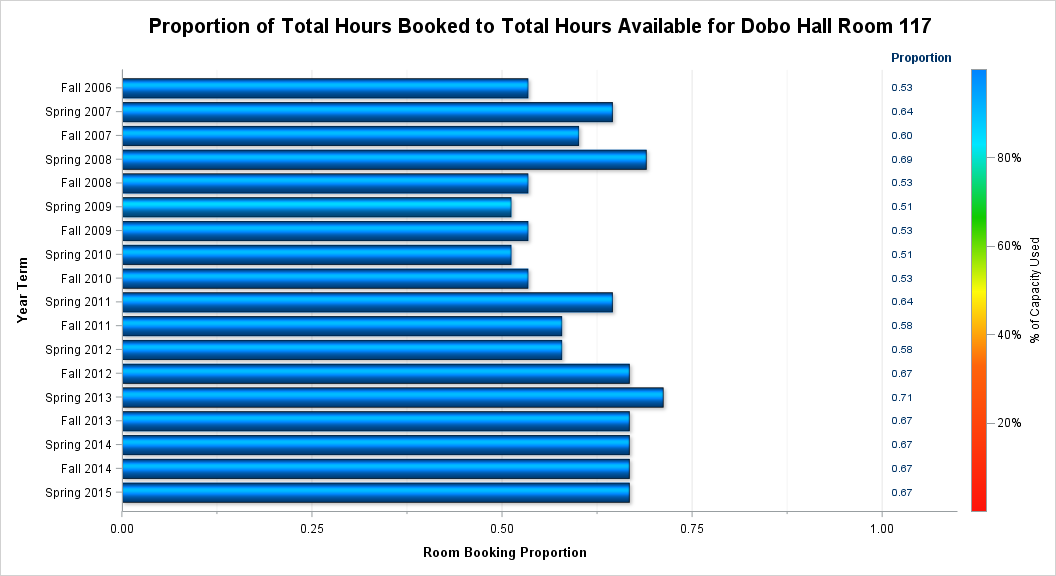 Proportion of Total Hours Booked to Total Hours Available for Dobo Hall Room 117
Proportion
Fall 2006 0.53
Spring 2007 0.64
Fall 2007 0.60
Spring 2008 0.69
Fall 2008 0.53
Spring 2009 0.51
Fall 2009 0.53
Spring 2010 0.51
Fall 2010 0.53
Spring 2011 0.64
Fall 2011 0.58
Spring 2012 0.58
Fall 2012 0.67
Spring 2013 0.71
Fall 2013 0.67
Spring 2014 0.67
Fall 2014 0.67
Spring 2015 0.67
Year Term
0.00 0.25 0.50 0.75 1.00
Room Booking Proportion
80%
60%
40%
20%
% of Capacity Used